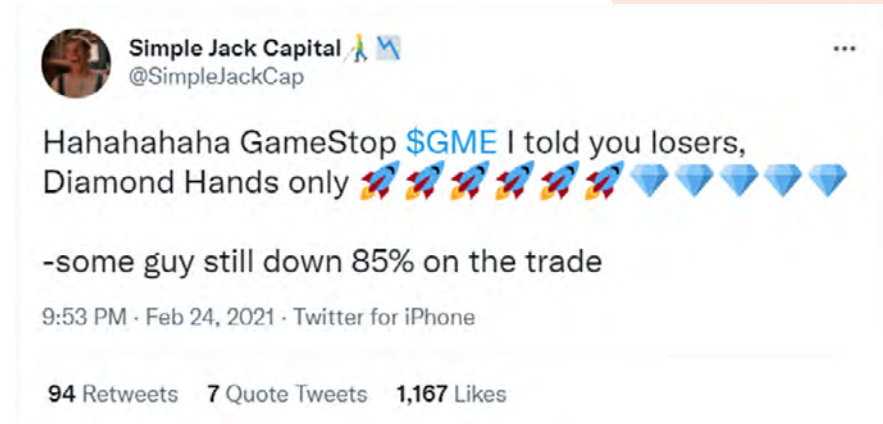 Simple Jack Capital👨‍🦯📉
@SimpleJackCap
Hahahahaha GameStop $GME I told you losers,
Diamond Hands only 🚀🚀🚀🚀🚀🚀💎💎💎💎💎
-some guy still down 85% on the trade
9:53 PM · Feb 24, 2021 · Twitter for iPhone
94 Retweets 7 Quote Tweets 1,167 Likes